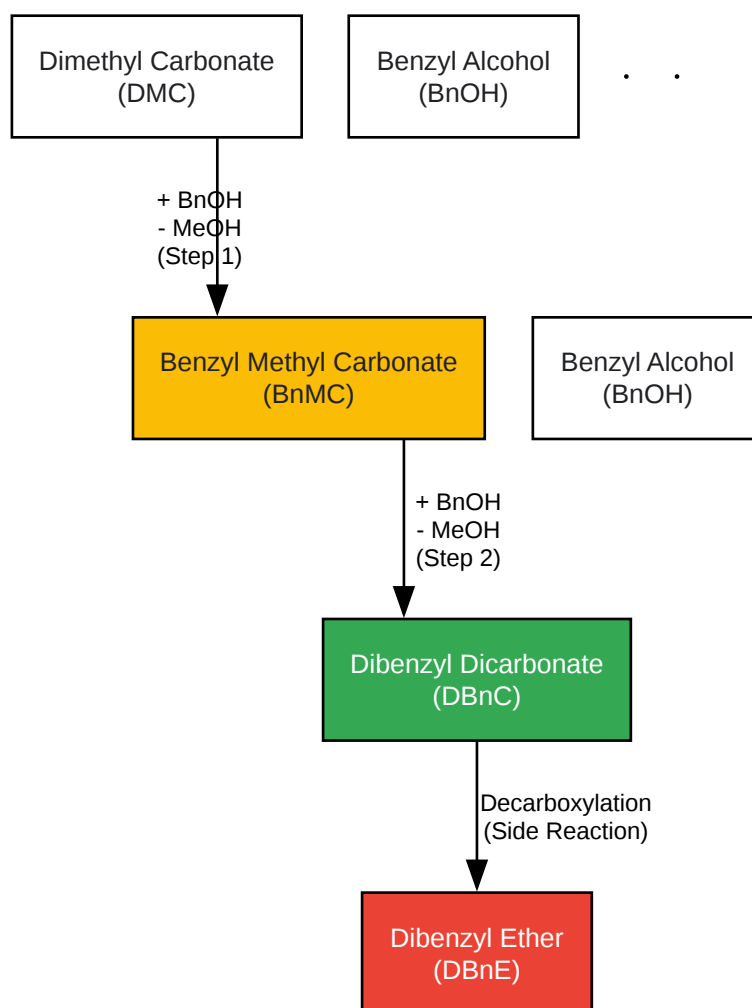 Dimethyl Carbonate
(DMC)
Benzyl Alcohol
(BnOH)
. .
+ BnOH
- MeOH
(Step 1)
Benzyl Methyl Carbonate
(BnMC)
Benzyl Alcohol
(BnOH)
+ BnOH
- MeOH
(Step 2)
Dibenzyl Dicarbonate
(DBnC)
Decarboxylation
(Side Reaction)
Dibenzyl Ether
(DBnE)